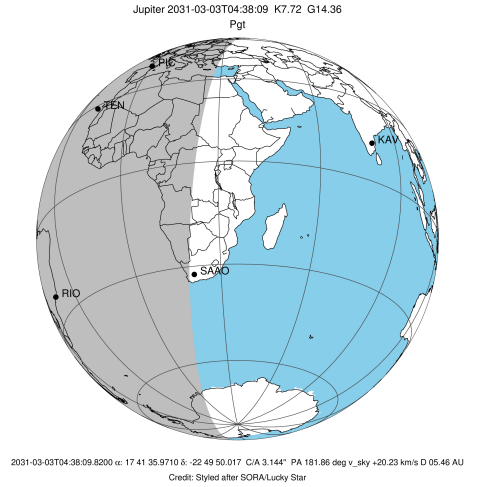 Jupiter 2031-03-03T04:38:09 K7.72 G14.36
Pgt
PIC
TEN
KAV
SAAO
RIO
2031-03-03T04:38:09.8200 α: 17 41 35.9710 δ: -22 49 50.017 C/A 3.144" PA 181.86 deg v_sky +20.23 km/s D 05.46 AU
Credit: Styled after SORA/Lucky Star